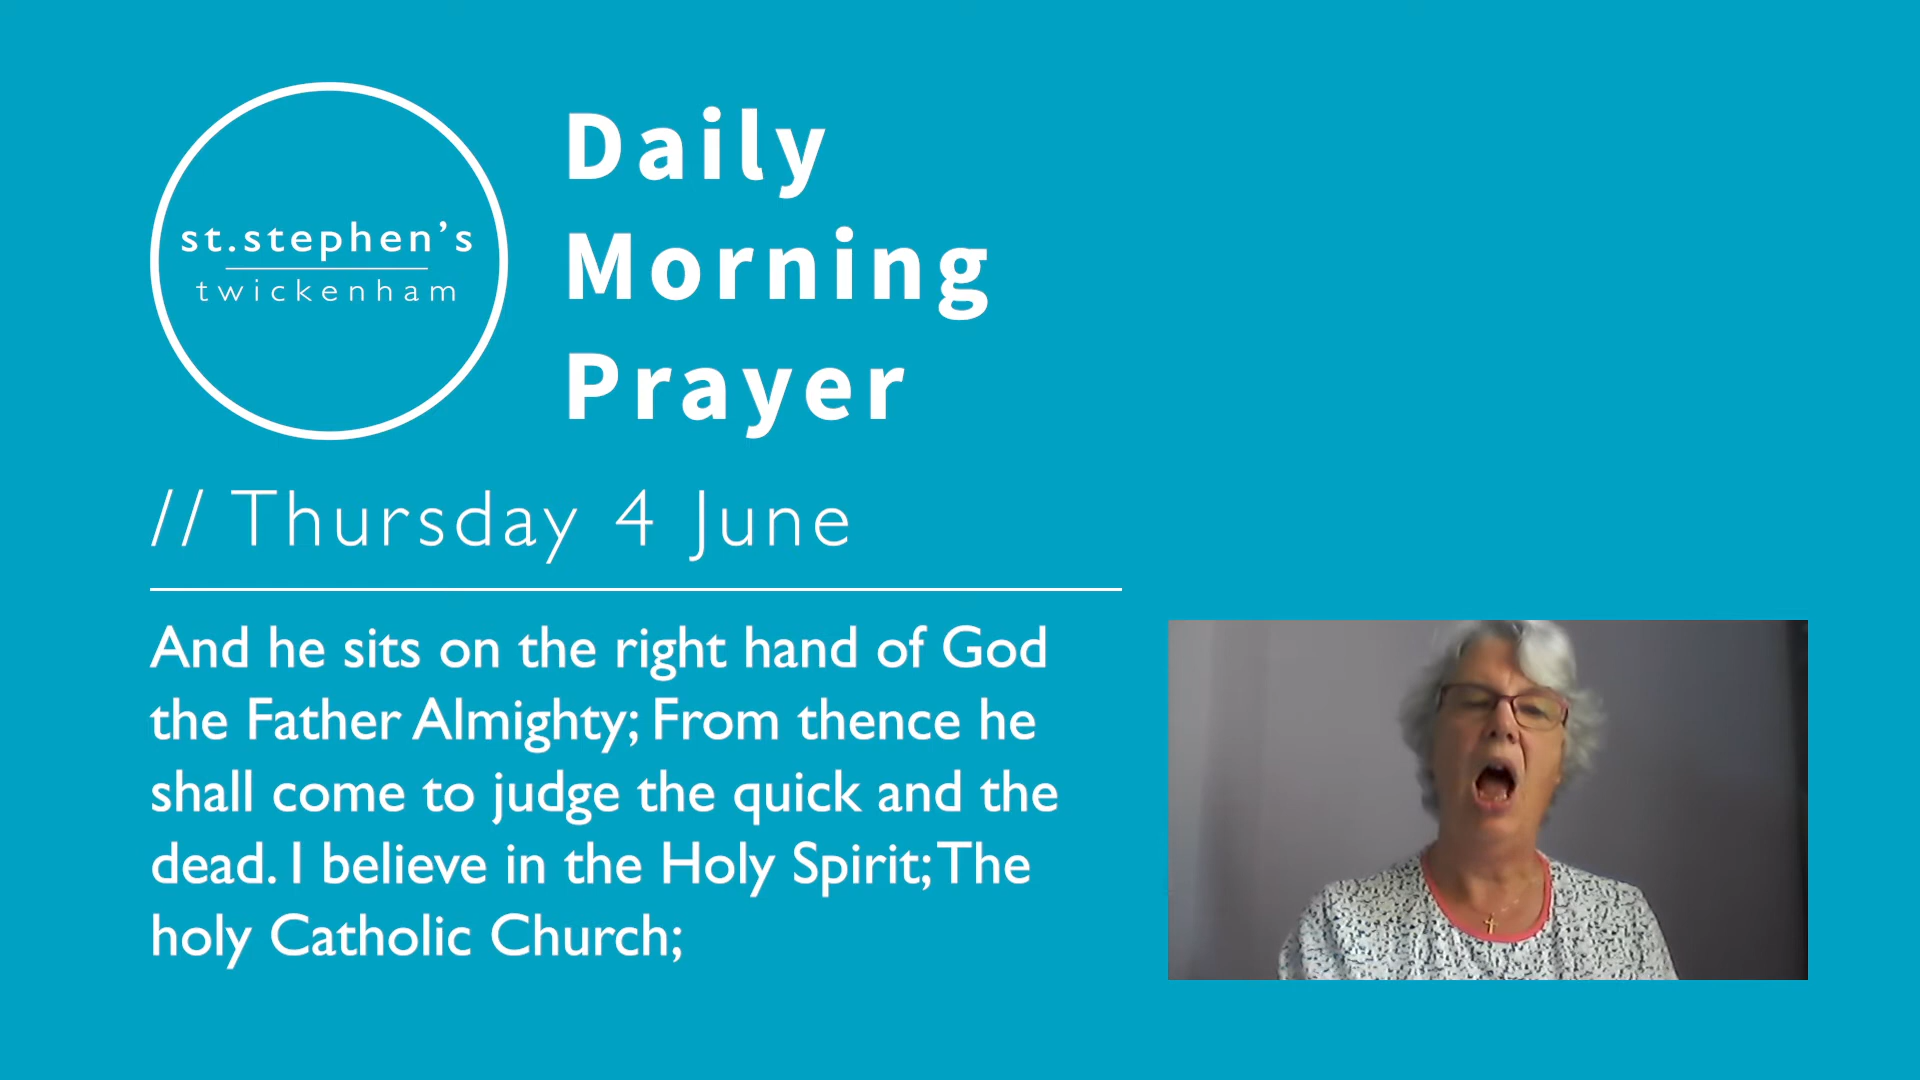 st.stephen's
twickenham
Daily
Morning
Prayer
// Thursday 4 June
And he sits on the right hand of God
the Father Almighty; From thence he
shall come to judge the quick and the
dead. I believe in the Holy Spirit; The
holy Catholic Church;